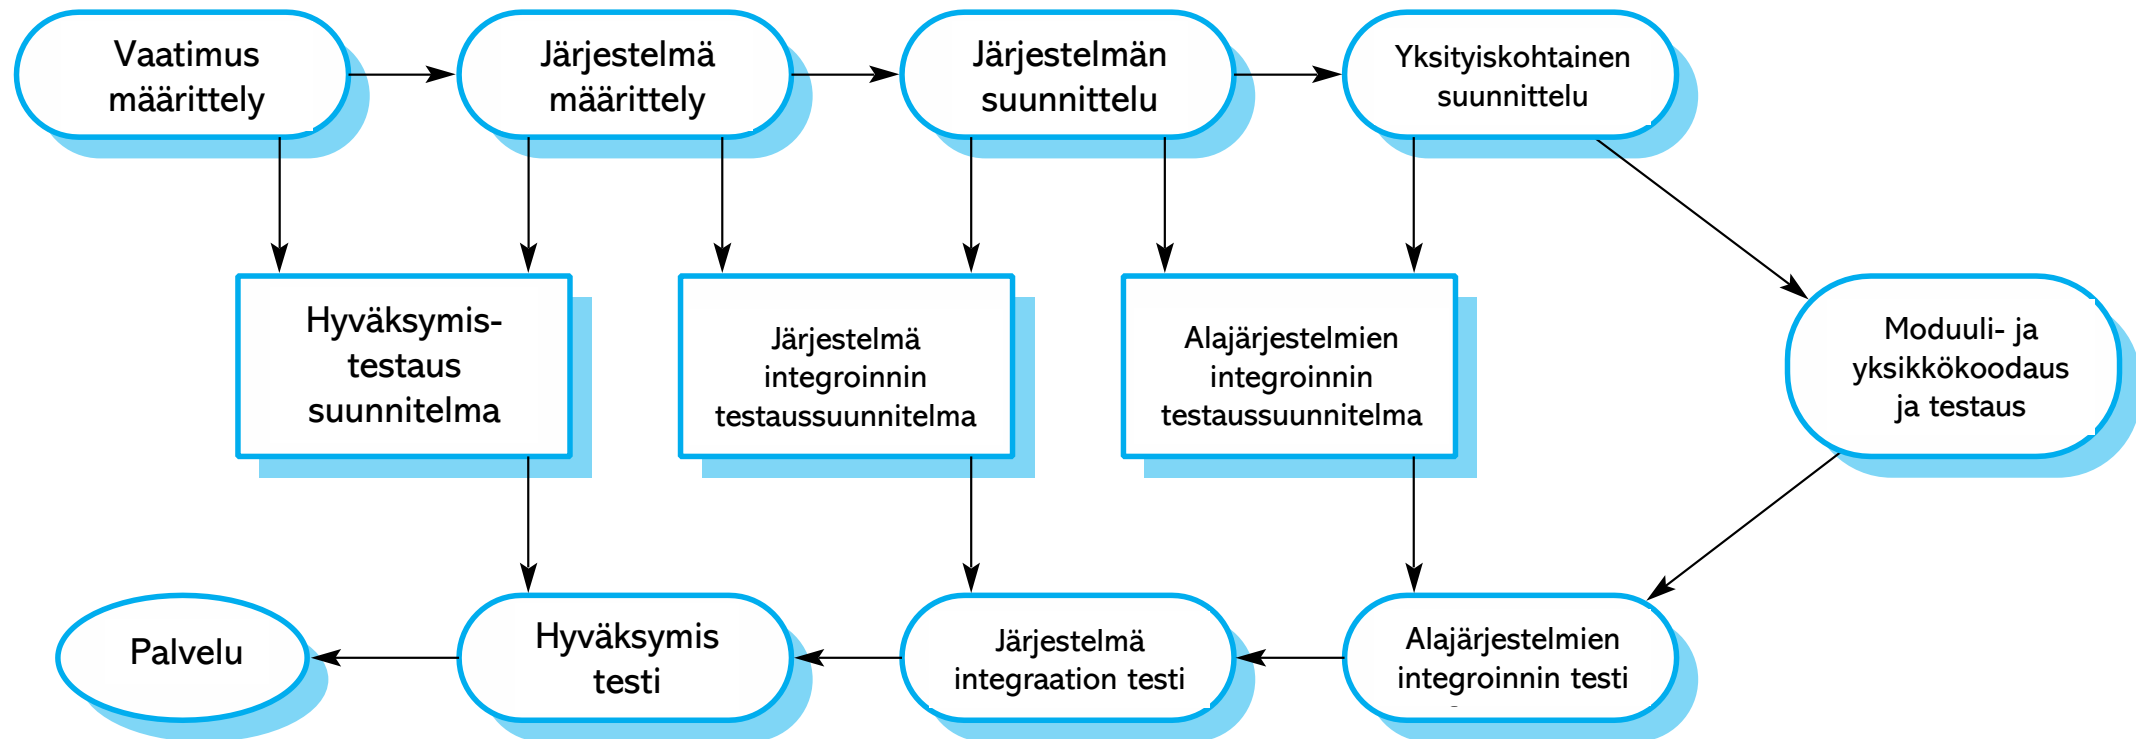 Vaatimus
määrittely
Järjestelmä
määrittely
Järjestelmän
suunnittelu
Yksityiskohtainen
suunnittelu
Hyväksymis-
testaus
suunnitelma
Järjestelmä
integroinnin
testaussuunnitelma
Alajärjestelmien
integroinnin
testaussuunnitelma
Moduuli- ja
yksikkökoodaus
ja testaus
Palvelu
Hyväksymis
testi
Järjestelmä
integraation testi
Alajärjestelmien
integroinnin testi